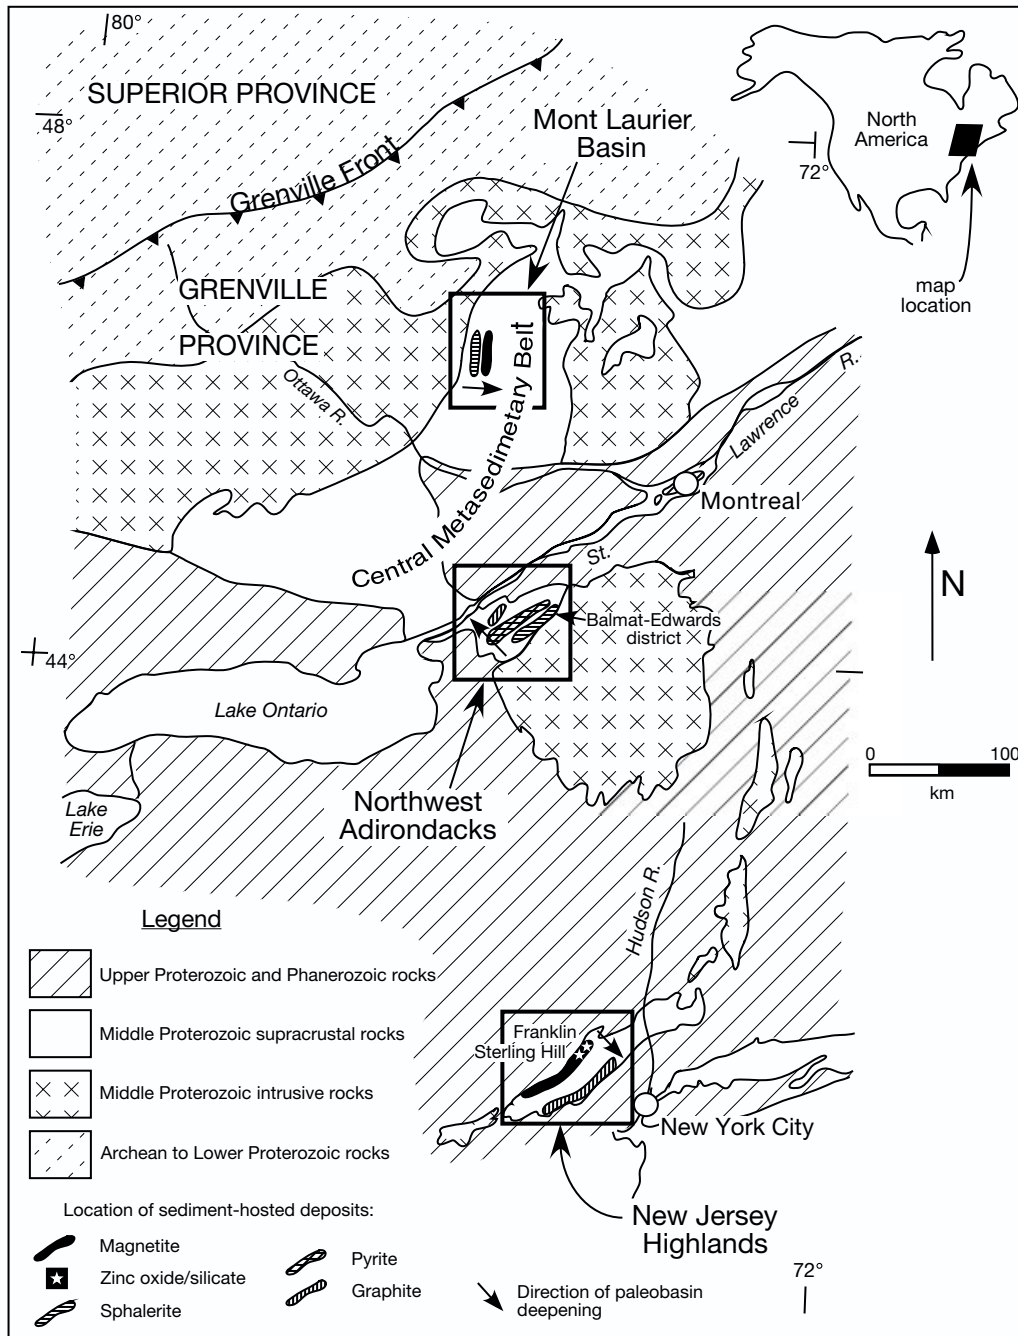 80°
SUPERIOR PROVINCE
48°
Grenville Front
Mont Laurier
Basin
North
America
72°
map
location
GRENVILLE
PROVINCE
Ottawa R.
Central Metasedimetary Belt
R.
Lawrence
St.
Montreal
N
Balmat-Edwards
district
44°
Lake Ontario
0 100
km
Northwest
Adirondacks
Lake
Erie
Hudson R.
Legend
Upper Proterozoic and Phanerozoic rocks
Middle Proterozoic supracrustal rocks
Middle Proterozoic intrusive rocks
Archean to Lower Proterozoic rocks
Franklin
Sterling Hill
New York City
New Jersey
Highlands
Location of sediment-hosted deposits:
Magnetite
Zinc oxide/silicate
Sphalerite
Pyrite
Graphite
Direction of paleobasin
deepening
72°